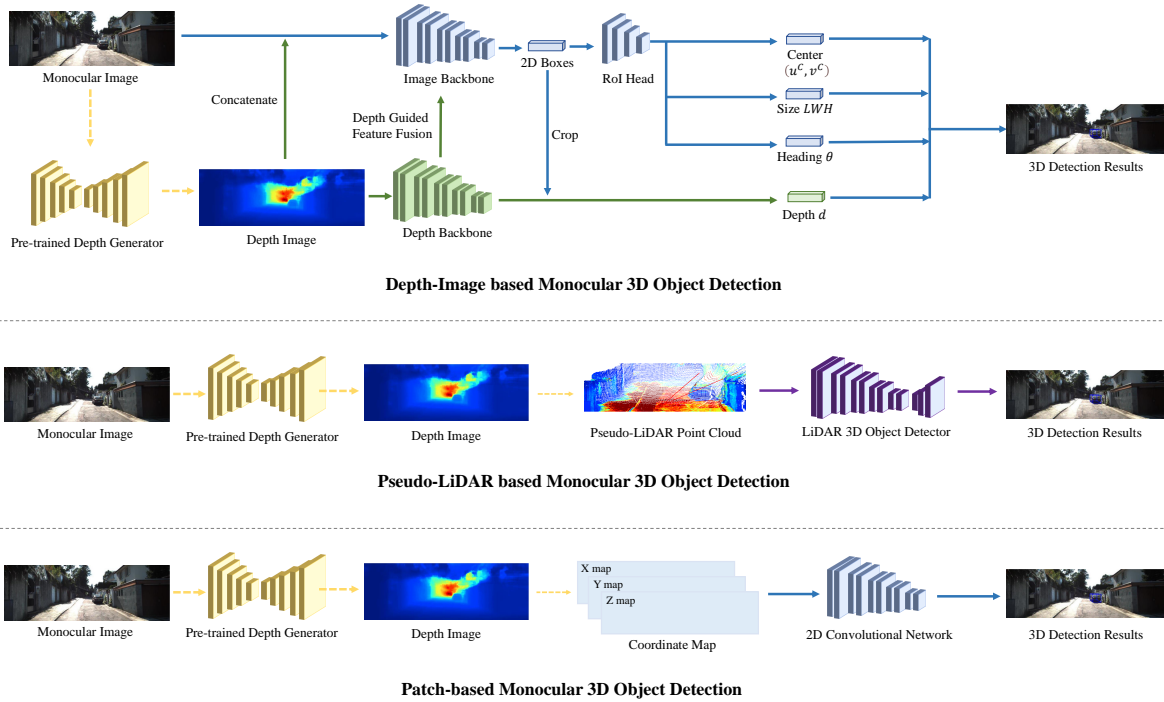 Monocular Image
Concatenate
Image Backbone
2D Boxes
RoI Head
Center
(u^C, v^C)
Size LWH
Depth Guided
Feature Fusion
Crop
Heading θ
3D Detection Results
Pre-trained Depth Generator
Depth Image
Depth Backbone
Depth d
Depth-Image based Monocular 3D Object Detection
Monocular Image
Pre-trained Depth Generator
Depth Image
Pseudo-LiDAR Point Cloud
LiDAR 3D Object Detector
3D Detection Results
Pseudo-LiDAR based Monocular 3D Object Detection
X map
Y map
Z map
Monocular Image
Pre-trained Depth Generator
Depth Image
Coordinate Map
2D Convolutional Network
3D Detection Results
Patch-based Monocular 3D Object Detection